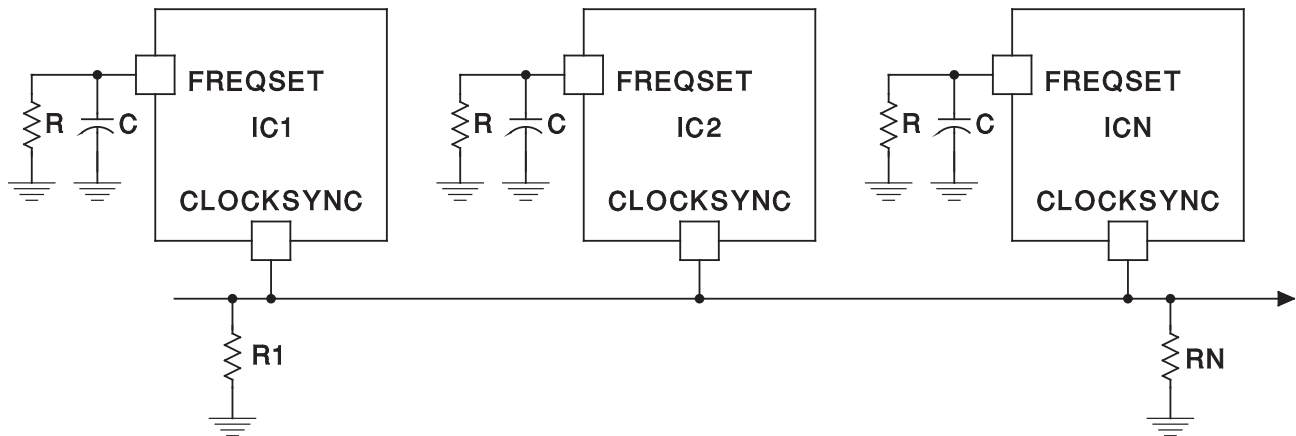 FREQSET
R
C
IC1
CLOCKSYNC
FREQSET
R
C
IC2
CLOCKSYNC
FREQSET
R
C
ICN
CLOCKSYNC
R1
RN